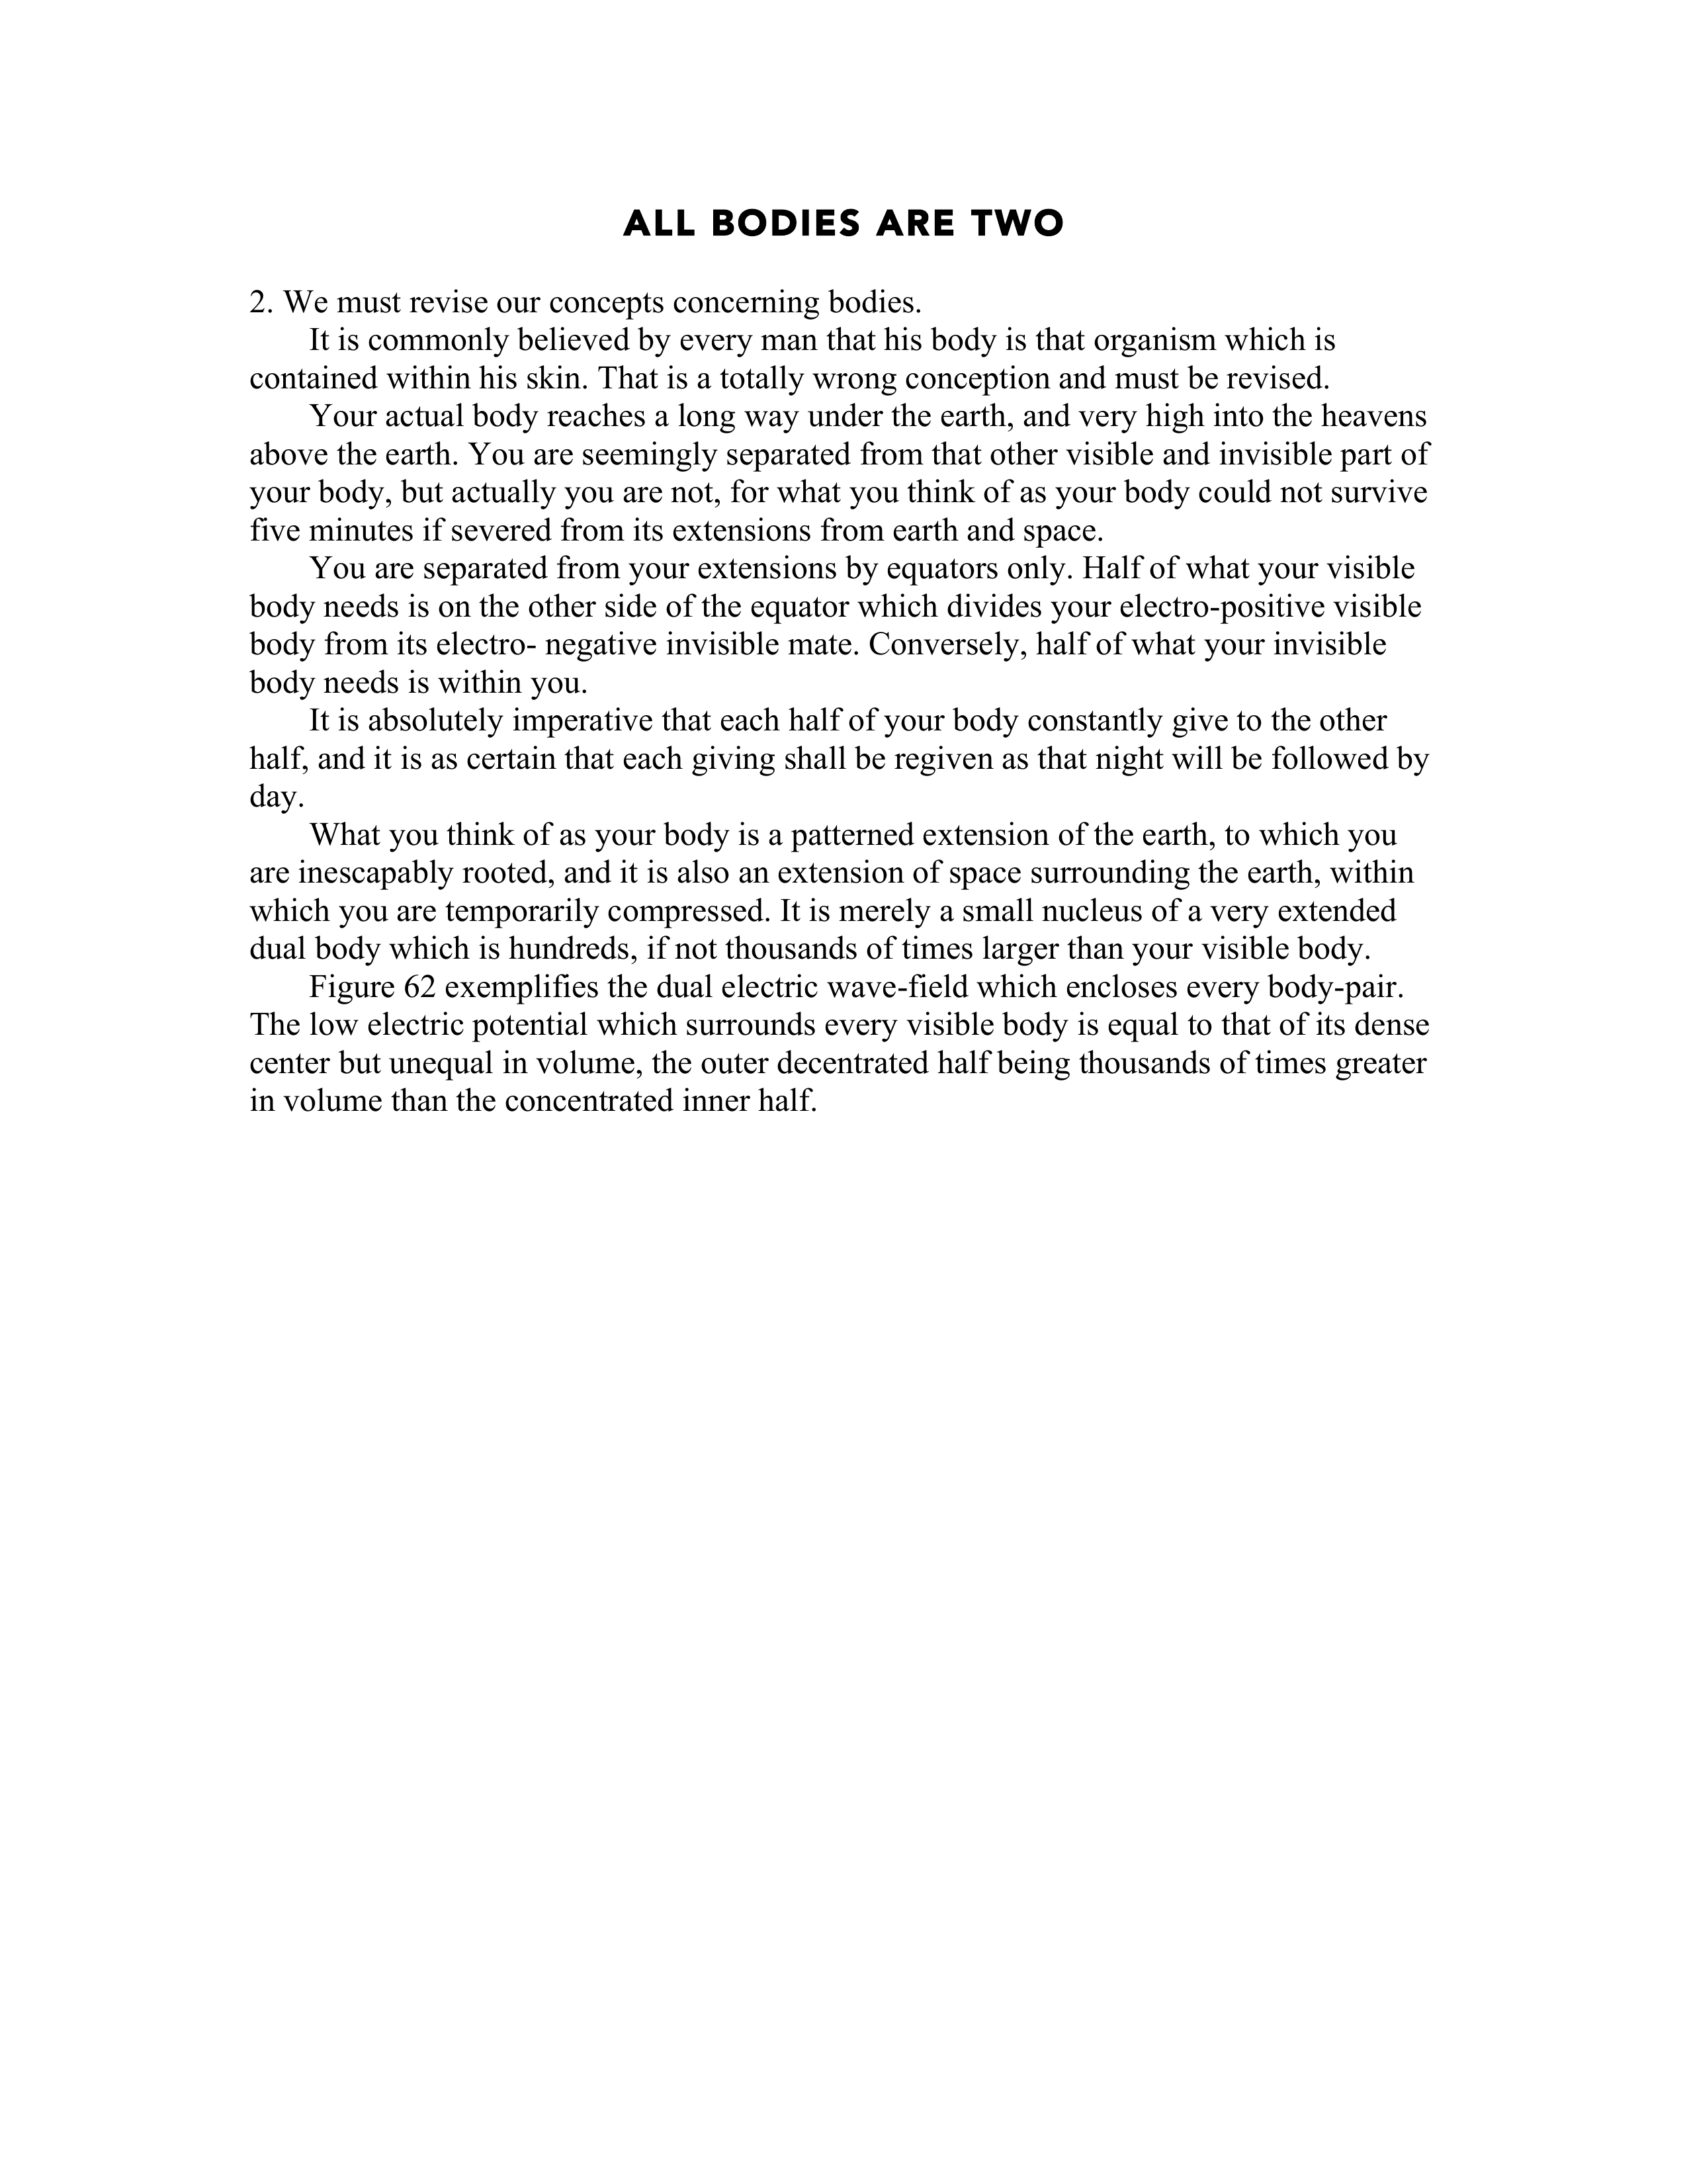 ALL BODIES ARE TWO
2. We must revise our concepts concerning bodies.
It is commonly believed by every man that his body is that organism which is
contained within his skin. That is a totally wrong conception and must be revised.
Your actual body reaches a long way under the earth, and very high into the heavens
above the earth. You are seemingly separated from that other visible and invisible part of
your body, but actually you are not, for what you think of as your body could not survive
five minutes if severed from its extensions from earth and space.
You are separated from your extensions by equators only. Half of what your visible
body needs is on the other side of the equator which divides your electro-positive visible
body from its electro- negative invisible mate. Conversely, half of what your invisible
body needs is within you.
It is absolutely imperative that each half of your body constantly give to the other
half, and it is as certain that each giving shall be regiven as that night will be followed by
day.
What you think of as your body is a patterned extension of the earth, to which you
are inescapably rooted, and it is also an extension of space surrounding the earth, within
which you are temporarily compressed. It is merely a small nucleus of a very extended
dual body which is hundreds, if not thousands of times larger than your visible body.
Figure 62 exemplifies the dual electric wave-field which encloses every body-pair.
The low electric potential which surrounds every visible body is equal to that of its dense
center but unequal in volume, the outer decentrated half being thousands of times greater
in volume than the concentrated inner half.